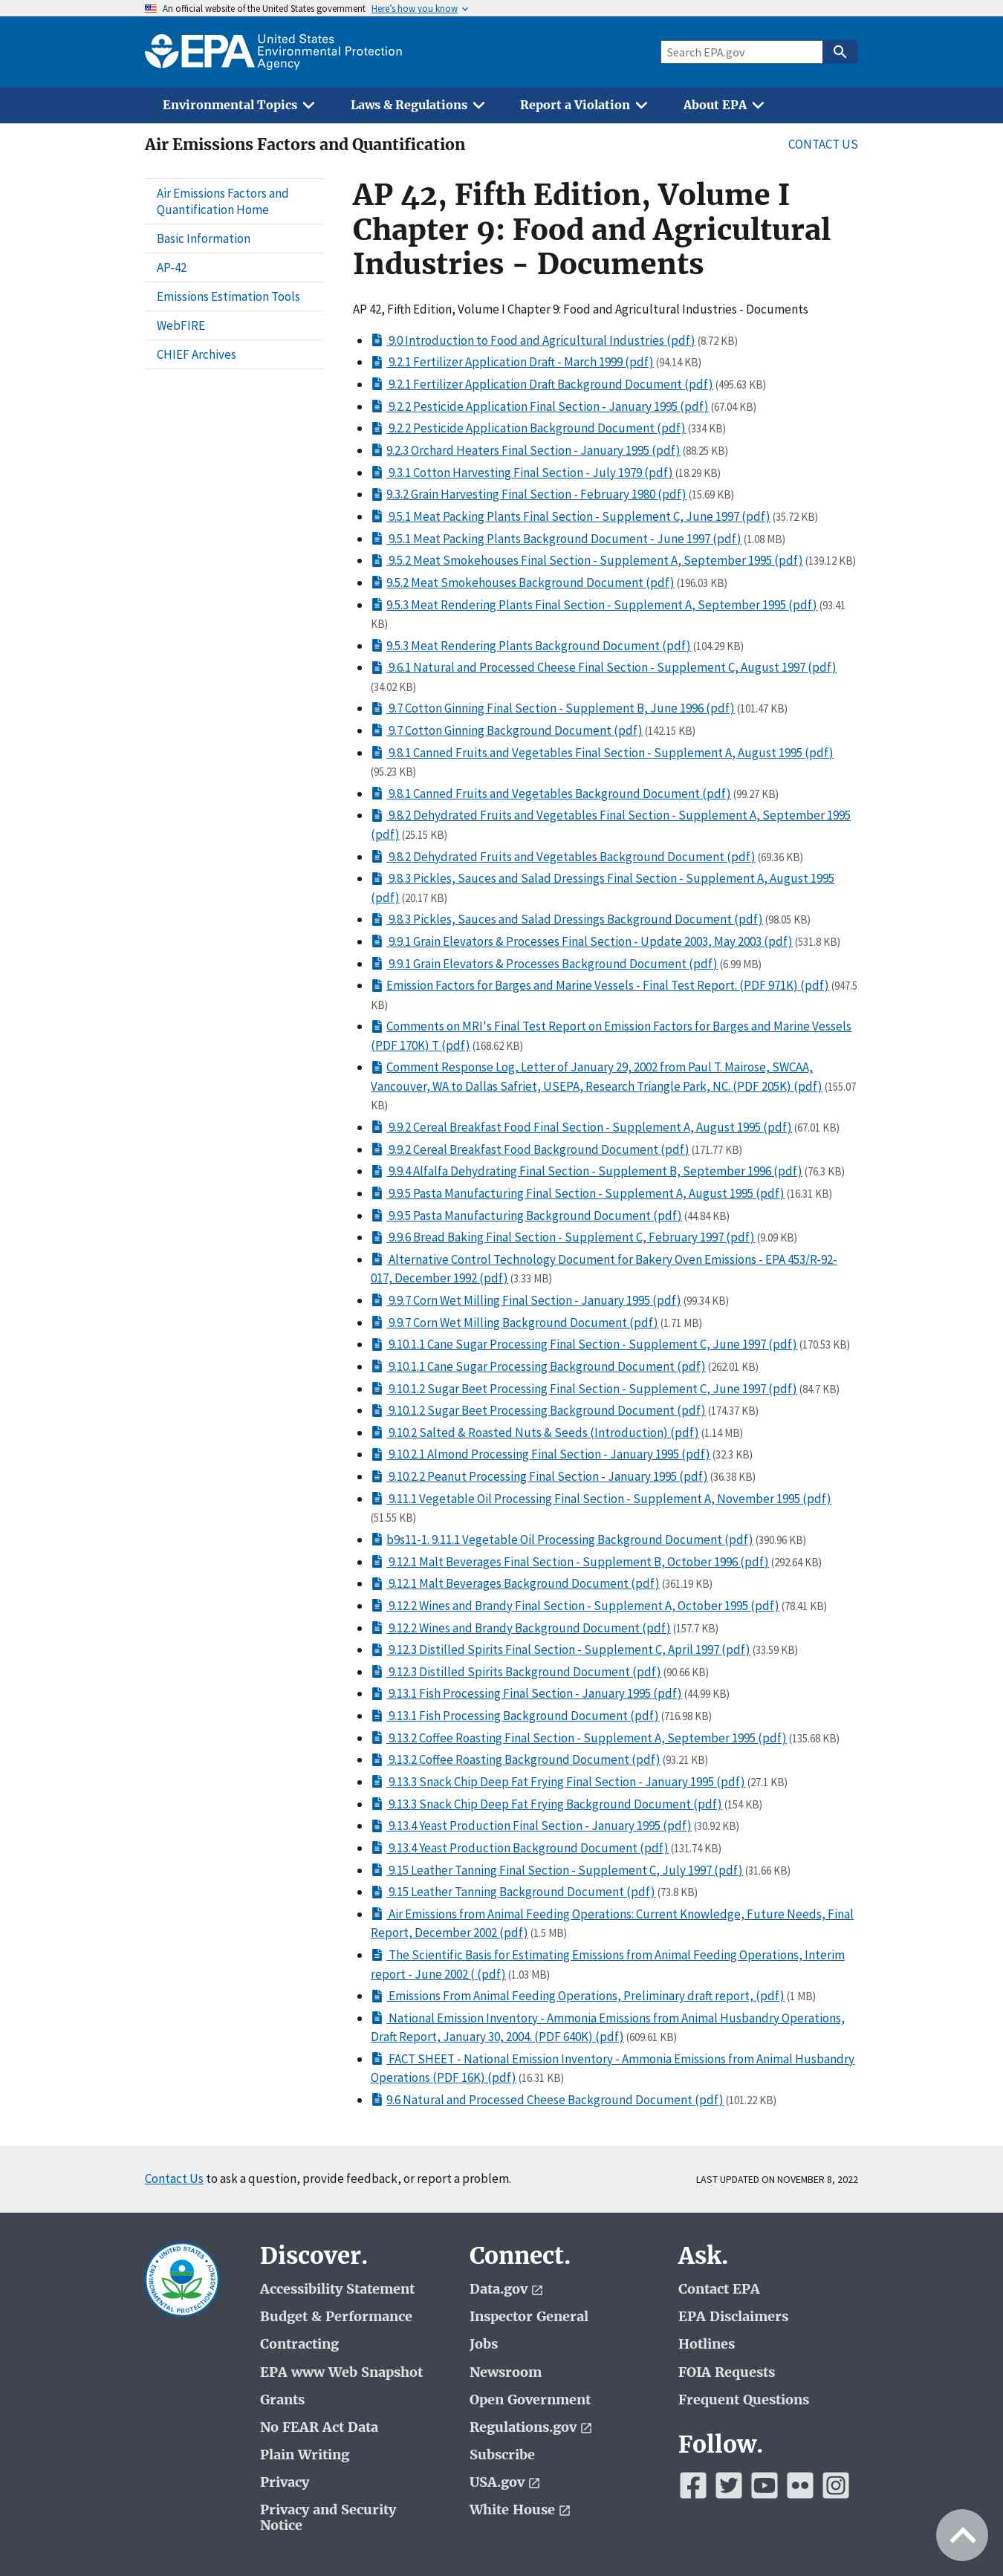 An official website of the United States government Here's how you know
EPA United States
Environmental Protection
Agency
Search EPA.gov
Environmental Topics Laws & Regulations Report a Violation About EPA
Air Emissions Factors and Quantification
CONTACT US
Air Emissions Factors and
Quantification Home
Basic Information
AP-42
Emissions Estimation Tools
WebFIRE
CHIEF Archives
AP 42, Fifth Edition, Volume I
Chapter 9: Food and Agricultural
Industries - Documents
AP 42, Fifth Edition, Volume I Chapter 9: Food and Agricultural Industries - Documents
9.0 Introduction to Food and Agricultural Industries (pdf) (8.72 KB)
9.2.1 Fertilizer Application Draft - March 1999 (pdf) (94.14 KB)
9.2.1 Fertilizer Application Draft Background Document (pdf) (495.63 KB)
9.2.2 Pesticide Application Final Section - January 1995 (pdf) (67.04 KB)
9.2.2 Pesticide Application Background Document (pdf) (334 KB)
9.2.3 Orchard Heaters Final Section - January 1995 (pdf) (88.25 KB)
9.3.1 Cotton Harvesting Final Section - July 1979 (pdf) (18.29 KB)
9.3.2 Grain Harvesting Final Section - February 1980 (pdf) (15.69 KB)
9.5.1 Meat Packing Plants Final Section - Supplement C, June 1997 (pdf) (35.72 KB)
9.5.1 Meat Packing Plants Background Document - June 1997 (pdf) (1.08 MB)
9.5.2 Meat Smokehouses Final Section - Supplement A, September 1995 (pdf) (139.12 KB)
9.5.2 Meat Smokehouses Background Document (pdf) (196.03 KB)
9.5.3 Meat Rendering Plants Final Section - Supplement A, September 1995 (pdf) (93.41
KB)
9.5.3 Meat Rendering Plants Background Document (pdf) (104.29 KB)
9.6.1 Natural and Processed Cheese Final Section - Supplement C, August 1997 (pdf)
(34.02 KB)
9.7 Cotton Ginning Final Section - Supplement B, June 1996 (pdf) (101.47 KB)
9.7 Cotton Ginning Background Document (pdf) (142.15 KB)
9.8.1 Canned Fruits and Vegetables Final Section - Supplement A, August 1995 (pdf)
(95.23 KB)
9.8.1 Canned Fruits and Vegetables Background Document (pdf) (99.27 KB)
9.8.2 Dehydrated Fruits and Vegetables Final Section - Supplement A, September 1995
(pdf) (25.15 KB)
9.8.2 Dehydrated Fruits and Vegetables Background Document (pdf) (69.36 KB)
9.8.3 Pickles, Sauces and Salad Dressings Final Section - Supplement A, August 1995
(pdf) (20.17 KB)
9.8.3 Pickles, Sauces and Salad Dressings Background Document (pdf) (98.05 KB)
9.9.1 Grain Elevators & Processes Final Section - Update 2003, May 2003 (pdf) (531.8 KB)
9.9.1 Grain Elevators & Processes Background Document (pdf) (6.99 MB)
Emission Factors for Barges and Marine Vessels - Final Test Report. (PDF 971K) (pdf) (947.5
KB)
Comments on MRI's Final Test Report on Emission Factors for Barges and Marine Vessels
(PDF 170K) T (pdf) (168.62 KB)
Comment Response Log, Letter of January 29, 2002 from Paul T. Mairose, SWCAA,
Vancouver, WA to Dallas Safriet, USEPA, Research Triangle Park, NC. (PDF 205K) (pdf) (155.07
KB)
9.9.2 Cereal Breakfast Food Final Section - Supplement A, August 1995 (pdf) (67.01 KB)
9.9.2 Cereal Breakfast Food Background Document (pdf) (171.77 KB)
9.9.4 Alfalfa Dehydrating Final Section - Supplement B, September 1996 (pdf) (76.3 KB)
9.9.5 Pasta Manufacturing Final Section - Supplement A, August 1995 (pdf) (16.31 KB)
9.9.5 Pasta Manufacturing Background Document (pdf) (44.84 KB)
9.9.6 Bread Baking Final Section - Supplement C, February 1997 (pdf) (9.09 KB)
Alternative Control Technology Document for Bakery Oven Emissions - EPA 453/R-92-
017, December 1992 (pdf) (3.33 MB)
9.9.7 Corn Wet Milling Final Section - January 1995 (pdf) (99.34 KB)
9.9.7 Corn Wet Milling Background Document (pdf) (1.71 MB)
9.10.1.1 Cane Sugar Processing Final Section - Supplement C, June 1997 (pdf) (170.53 KB)
9.10.1.1 Cane Sugar Processing Background Document (pdf) (262.01 KB)
9.10.1.2 Sugar Beet Processing Final Section - Supplement C, June 1997 (pdf) (84.7 KB)
9.10.1.2 Sugar Beet Processing Background Document (pdf) (174.37 KB)
9.10.2 Salted & Roasted Nuts & Seeds (Introduction) (pdf) (1.14 MB)
9.10.2.1 Almond Processing Final Section - January 1995 (pdf) (32.3 KB)
9.10.2.2 Peanut Processing Final Section - January 1995 (pdf) (36.38 KB)
9.11.1 Vegetable Oil Processing Final Section - Supplement A, November 1995 (pdf)
(51.55 KB)
b9s11-1. 9.11.1 Vegetable Oil Processing Background Document (pdf) (390.96 KB)
9.12.1 Malt Beverages Final Section - Supplement B, October 1996 (pdf) (292.64 KB)
9.12.1 Malt Beverages Background Document (pdf) (361.19 KB)
9.12.2 Wines and Brandy Final Section - Supplement A, October 1995 (pdf) (78.41 KB)
9.12.2 Wines and Brandy Background Document (pdf) (157.7 KB)
9.12.3 Distilled Spirits Final Section - Supplement C, April 1997 (pdf) (33.59 KB)
9.12.3 Distilled Spirits Background Document (pdf) (90.66 KB)
9.13.1 Fish Processing Final Section - January 1995 (pdf) (44.99 KB)
9.13.1 Fish Processing Background Document (pdf) (716.98 KB)
9.13.2 Coffee Roasting Final Section - Supplement A, September 1995 (pdf) (135.68 KB)
9.13.2 Coffee Roasting Background Document (pdf) (93.21 KB)
9.13.3 Snack Chip Deep Fat Frying Final Section - January 1995 (pdf) (27.1 KB)
9.13.3 Snack Chip Deep Fat Frying Background Document (pdf) (154 KB)
9.13.4 Yeast Production Final Section - January 1995 (pdf) (30.92 KB)
9.13.4 Yeast Production Background Document (pdf) (131.74 KB)
9.15 Leather Tanning Final Section - Supplement C, July 1997 (pdf) (31.66 KB)
9.15 Leather Tanning Background Document (pdf) (73.8 KB)
Air Emissions from Animal Feeding Operations: Current Knowledge, Future Needs, Final
Report, December 2002 (pdf) (1.5 MB)
The Scientific Basis for Estimating Emissions from Animal Feeding Operations, Interim
report - June 2002 ( (pdf) (1.03 MB)
Emissions From Animal Feeding Operations, Preliminary draft report, (pdf) (1 MB)
National Emission Inventory - Ammonia Emissions from Animal Husbandry Operations,
Draft Report, January 30, 2004. (PDF 640K) (pdf) (609.61 KB)
FACT SHEET - National Emission Inventory - Ammonia Emissions from Animal Husbandry
Operations (PDF 16K) (pdf) (16.31 KB)
9.6 Natural and Processed Cheese Background Document (pdf) (101.22 KB)
Contact Us to ask a question, provide feedback, or report a problem.
LAST UPDATED ON NOVEMBER 8, 2022
UNITED STATES ENVIRONMENTAL PROTECTION AGENCY
Discover.
Accessibility Statement
Budget & Performance
Contracting
EPA www Web Snapshot
Grants
No FEAR Act Data
Plain Writing
Privacy
Privacy and Security
Notice
Connect.
Data.gov
Inspector General
Jobs
Newsroom
Open Government
Regulations.gov
Subscribe
USA.gov
White House
Ask.
Contact EPA
EPA Disclaimers
Hotlines
FOIA Requests
Frequent Questions
Follow.